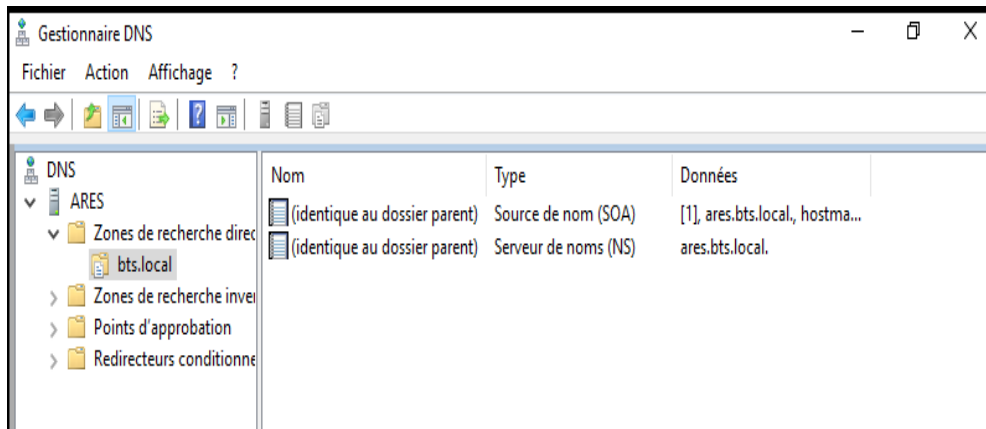 Gestionnaire DNS
Fichier Action Affichage ?
DNS
ARES
Zones de recherche direc
bts.local
Zones de recherche inver
Points d'approbation
Redirecteurs conditionne
Nom Type Données
(identique au dossier parent) Source de nom (SOA) [1], ares.bts.local., hostma...
(identique au dossier parent) Serveur de noms (NS) ares.bts.local.